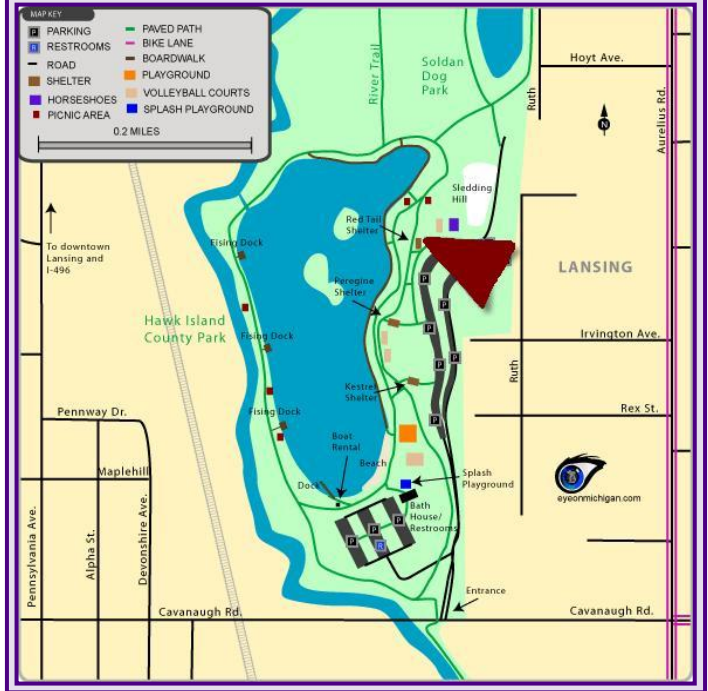 MAP KEY
P PARKING
R RESTROOMS
ROAD
SHELTER
HORSESHOES
PICNIC AREA
PAVED PATH
BIKE LANE
BOARDWALK
PLAYGROUND
VOLLEYBALL COURTS
SPLASH PLAYGROUND
0.2 MILES
River Trail
Soldan
Dog
Park
Hoyt Ave.
Ruth
Aurelius Rd.
N
Sledding
Hill
Red Tail
Shelter
To downtown
Lansing and
I-496
Eising Dock
LANSING
Peregine
Shelter
P
P
P
P
P
P
Hawk Island
County Park
Fising Dock
Irvington Ave.
Ruth
Kestrel
Shelter
Rex St.
Pennway Dr.
Fising Dock
Boat
Rental
Beach
Maplehill
Dock
Splash
Playground
eyeonmichigan.com
Bath
House/
Restrooms
P
P
P
R
Pennsylvania Ave.
Alpha St.
Devonshire Ave.
Entrance
Cavanaugh Rd.
Cavanaugh Rd.